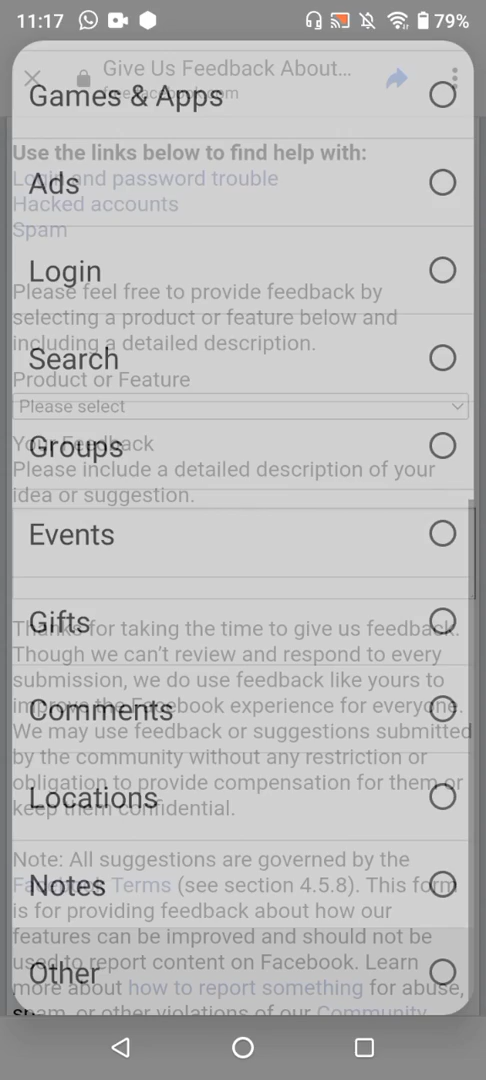 11:17
79%
Give Us Feedback About...
free.facebook.com
Games & Apps
Use the links below to find help with:
Login and password trouble
Ads
Hacked accounts
Spam
Login
Please feel free to provide feedback by
selecting a product or feature below and
including a detailed description.
Search
Product or Feature
Please select
Your Feedback
Groups
Please include a detailed description of your
idea or suggestion.
Events
Gifts
Thanks for taking the time to give us feedback.
Though we can't review and respond to every
submission, we do use feedback like yours to
improve the Facebook experience for everyone.
Comments
We may use feedback or suggestions submitted
by the community without any restriction or
obligation to provide compensation for them or
Locations
keep them confidential.
Note: All suggestions are governed by the
Facebook Terms (see section 4.5.8). This form
Notes
is for providing feedback about how our
features can be improved and should not be
used to report content on Facebook. Learn
Other
more about how to report something for abuse,
spam, or other violations of our Community